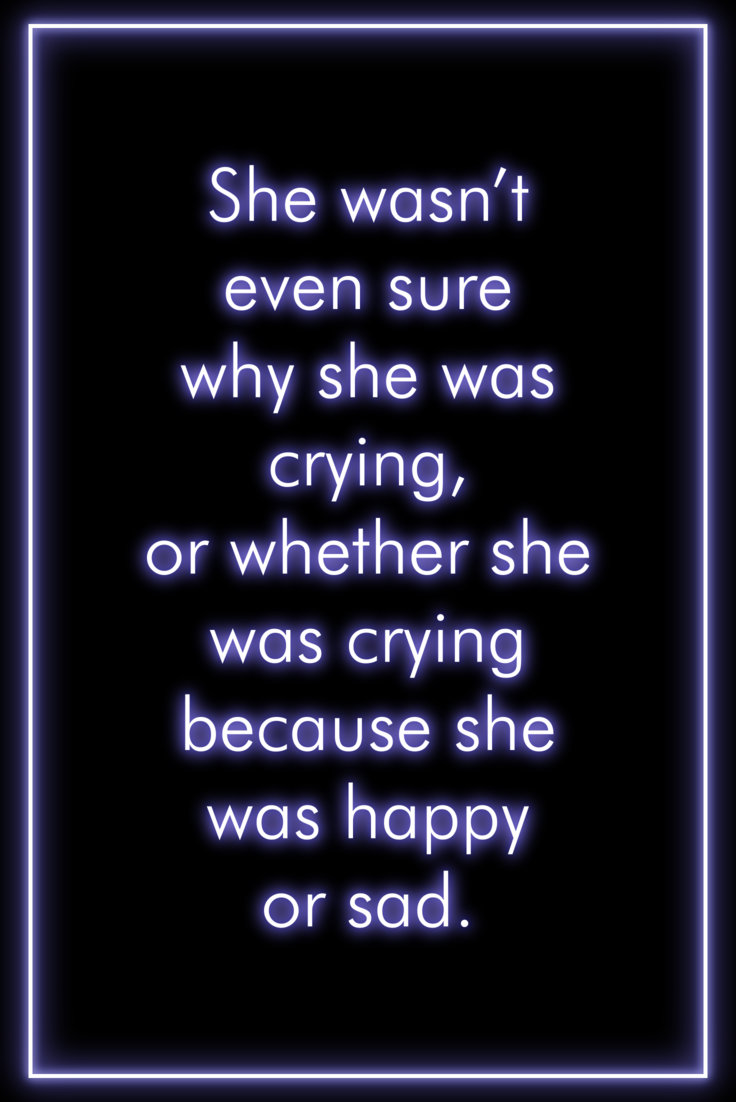 She wasn’t
even sure
why she was
crying,
or whether she
was crying
because she
was happy
or sad.